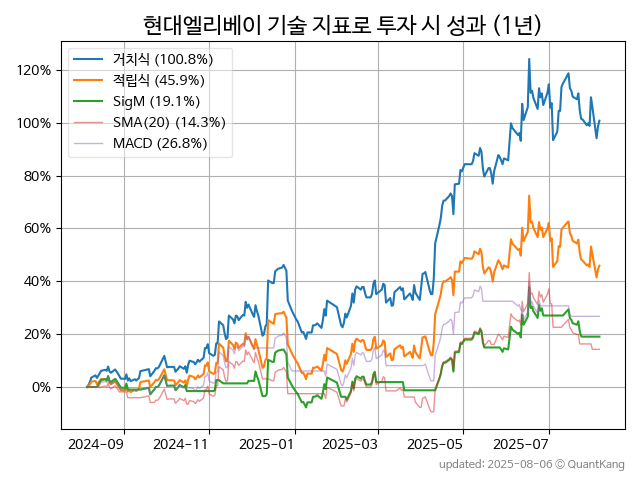 현대엘리베이 기술 지표로 투자 시 성과 (1년)
거치식 (100.8%)
적립식 (45.9%)
SigM (19.1%)
SMA(20) (14.3%)
MACD (26.8%)
120%
100%
80%
60%
40%
20%
0%
2024-09 2024-11 2025-01 2025-03 2025-05 2025-07
updated: 2025-08-06 © QuantKang